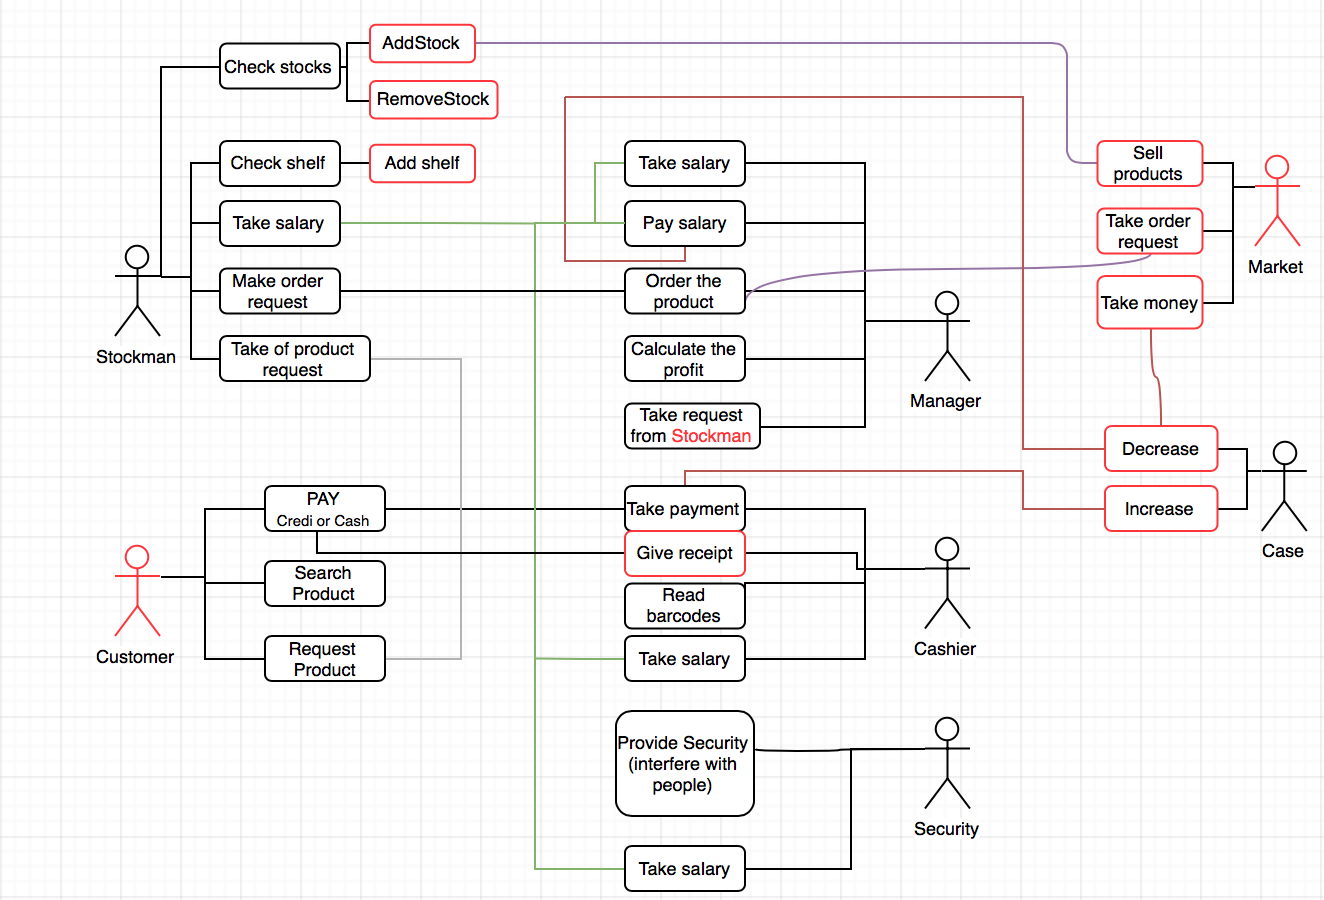 AddStock
Check stocks
RemoveStock
Check shelf
Add shelf
Take salary
Sell
products
Take salary
Pay salary
Take order
request
Market
Make order
request
Order the
product
Take money
Stockman
Take of product
request
Calculate the
profit
Manager
Take request
from Stockman
Decrease
PAY
Credi or Cash
Take payment
Increase
Case
Give receipt
Search
Product
Read
barcodes
Cashier
Customer
Request
Product
Take salary
Provide Security
(interfere with
people)
Security
Take salary